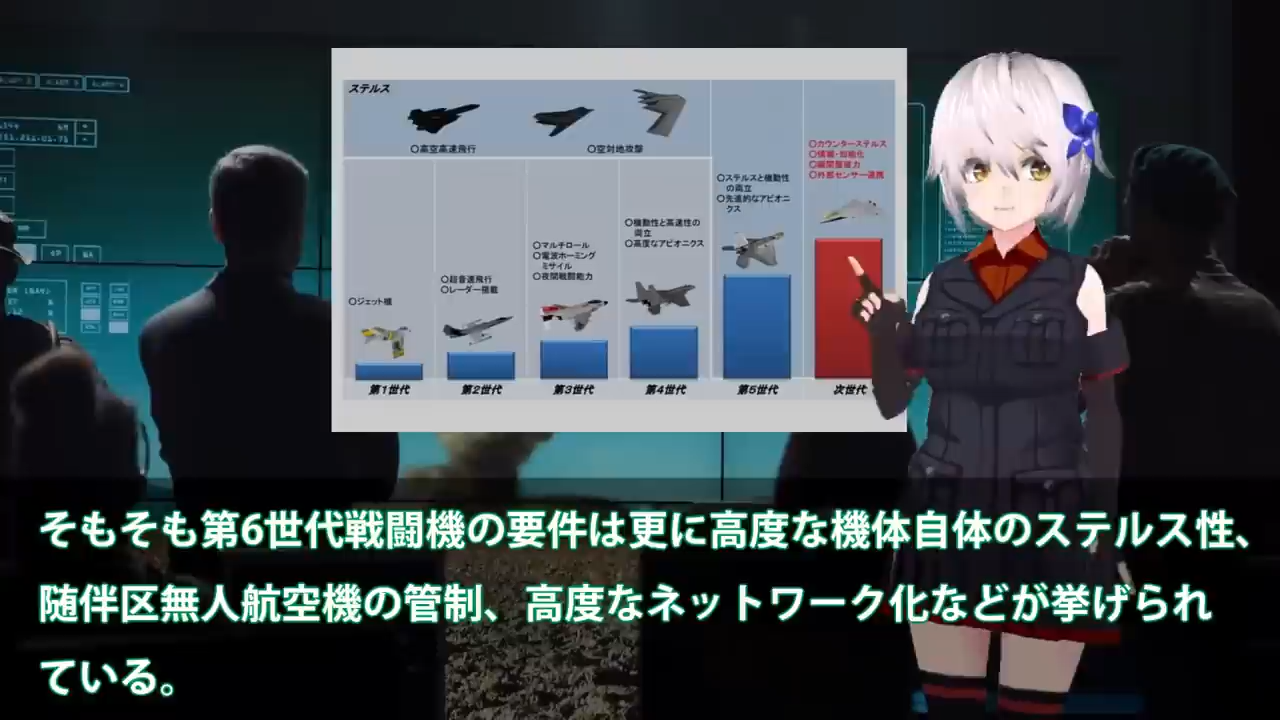 ステルス
○高空高速飛行
○空対地攻撃
○カウンターステルス
○情報・知能化
○瞬間撃破力
○外部センサー連携
○ステルスと機動性
の両立
○先進的なアビオニ
クス
○機動性と高速性の
両立
○高度なアビオニクス
○マルチロール
○電波ホーミング
ミサイル
○夜間戦闘能力
○超音速飛行
○レーダー搭載
○ジェット機
第1世代
第2世代
第3世代
第4世代
第5世代
次世代
そもそも第6世代戦闘機の要件は更に高度な機体自体のステルス性、
随伴区無人航空機の管制、高度なネットワーク化などが挙げられ
ている。